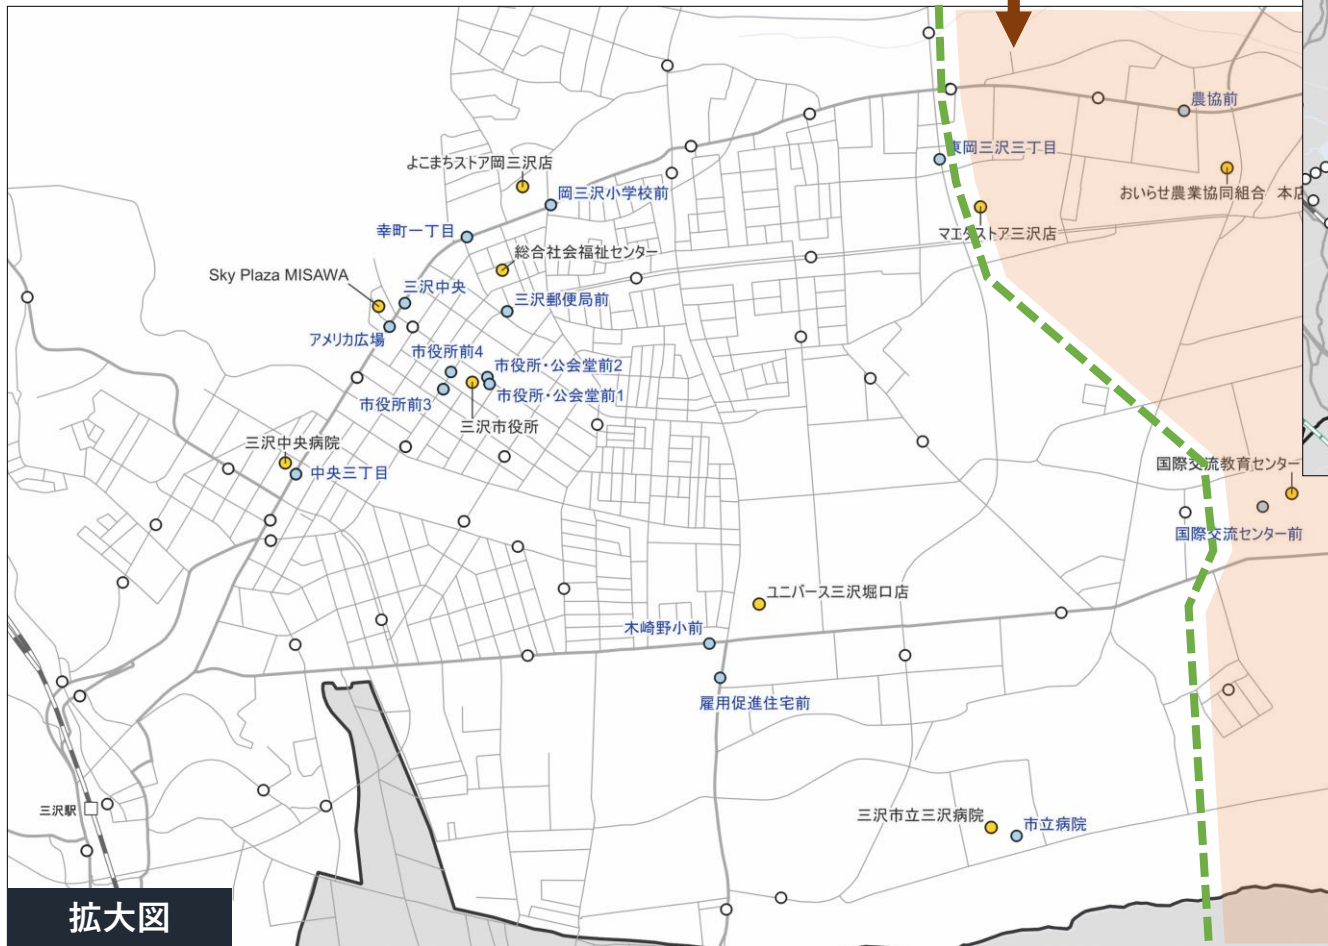 農協前
東岡三沢三丁目
よこまちストア岡三沢店
おいらせ農業協同組合 本店
岡三沢小学校前
幸町一丁目
マエダストア三沢店
総合社会福祉センター
Sky Plaza MISAWA
三沢中央
三沢郵便局前
アメリカ広場
市役所前4
市役所・公会堂前2
市役所・公会堂前1
市役所前3
三沢市役所
三沢中央病院
中央三丁目
国際交流教育センター
国際交流センター前
ユニバース三沢堀口店
木崎野小前
雇用促進住宅前
三沢駅
三沢市立三沢病院
市立病院
拡大図